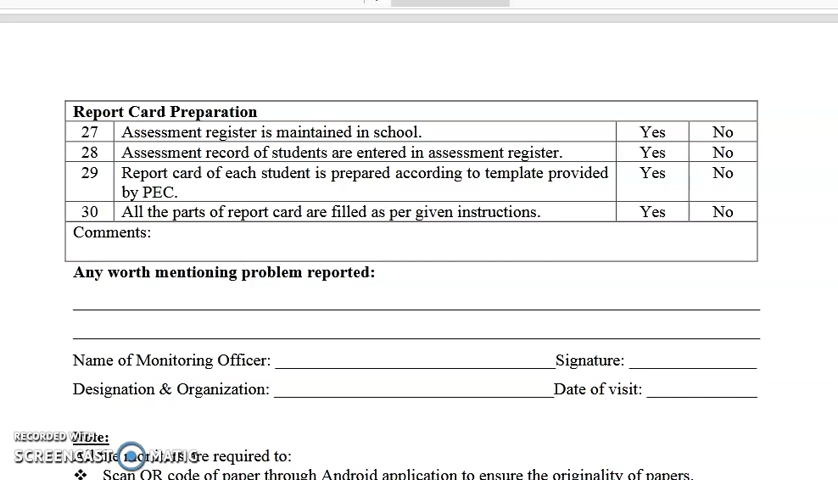 Report Card Preparation
27 Assessment register is maintained in school. Yes No
28 Assessment record of students are entered in assessment register. Yes No
29 Report card of each student is prepared according to template provided Yes No
by PEC.
30 All the parts of report card are filled as per given instructions. Yes No
Comments:
Any worth mentioning problem reported:
Name of Monitoring Officer: Signature:
Designation & Organization: Date of visit:
RECORDED WITH
SCREENCAST MATIC
are required to:
❖ Scan QR code of paper through Android application to ensure the originality of papers.